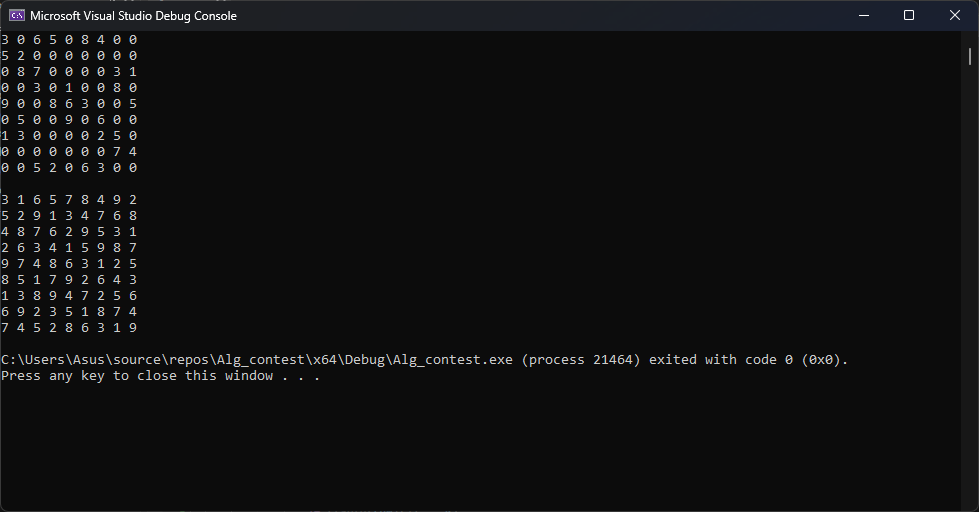 Microsoft Visual Studio Debug Console
3 0 6 5 0 8 4 0 0
5 2 0 0 0 0 0 0 0
0 8 7 0 0 0 0 3 1
0 0 3 0 1 0 0 8 0
9 0 0 8 6 3 0 0 5
0 5 0 0 9 0 6 0 0
1 3 0 0 0 0 2 5 0
0 0 0 0 0 0 0 7 4
0 0 5 2 0 6 3 0 0
3 1 6 5 7 8 4 9 2
5 2 9 1 3 4 7 6 8
4 8 7 6 2 9 5 3 1
2 6 3 4 1 5 9 8 7
9 7 4 8 6 3 1 2 5
8 5 1 7 9 2 6 4 3
1 3 8 9 4 7 2 5 6
6 9 2 3 5 1 8 7 4
7 4 5 2 8 6 3 1 9
C:\Users\Asus\source\repos\Alg_contest\x64\Debug\Alg_contest.exe (process 21464) exited with code 0 (0x0).
Press any key to close this window . . .